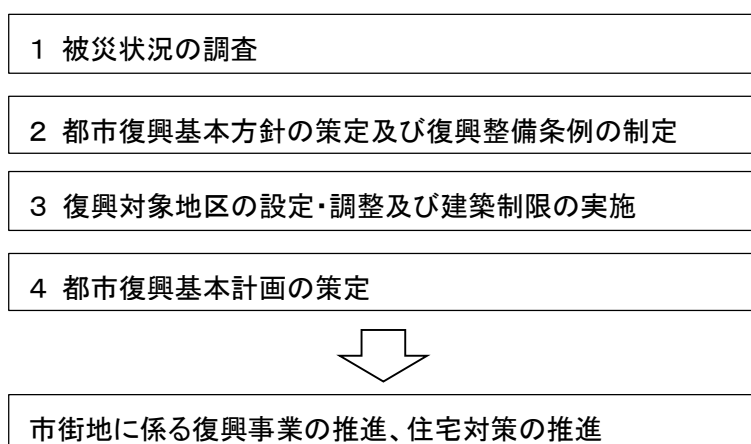 １ 被災状況の調査
２ 都市復興基本方針の策定及び復興整備条例の制定
３ 復興対象地区の設定・調整及び建築制限の実施
４ 都市復興基本計画の策定
市街地に係る復興事業の推進、住宅対策の推進